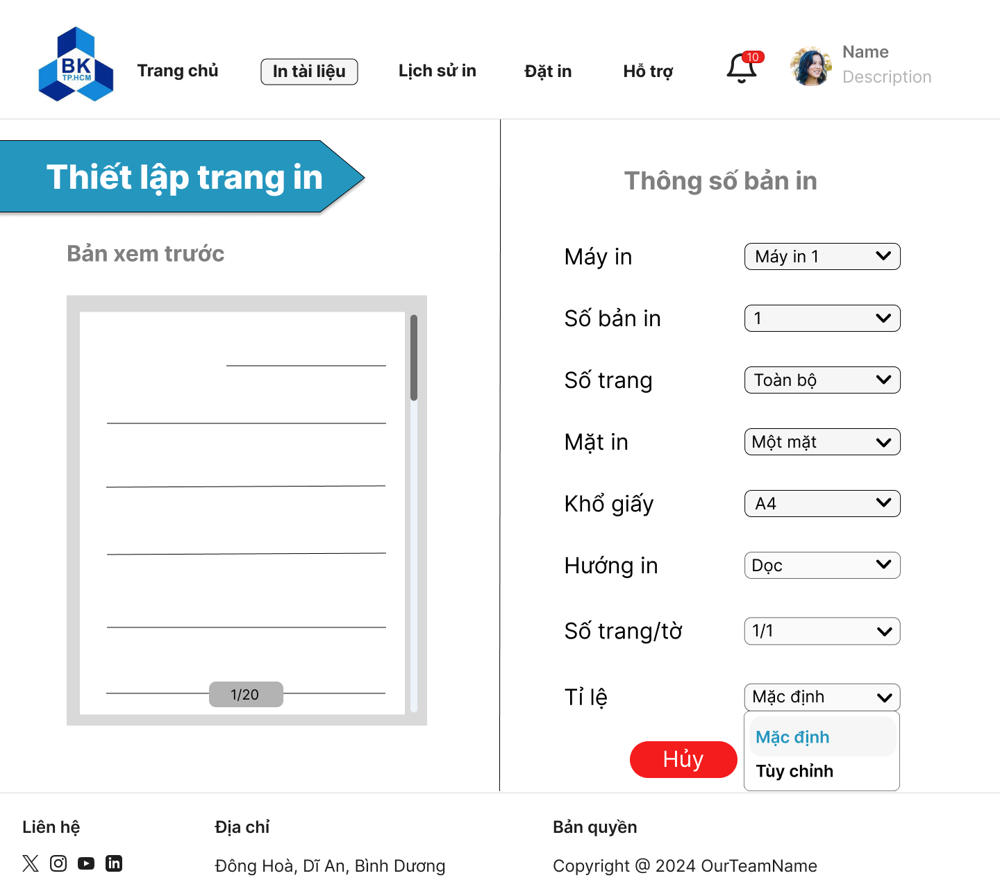 BK
TP.HCM
Trang chủ
In tài liệu
Lịch sử in
Đặt in
Hỗ trợ
10
Name
Description
Thiết lập trang in
Bản xem trước
1/20
Thông số bản in
Máy in
Máy in 1
Số bản in
1
Số trang
Toàn bộ
Mặt in
Một mặt
Khổ giấy
A4
Hướng in
Dọc
Số trang/tờ
1/1
Tỉ lệ
Mặc định
Mặc định
Tùy chỉnh
Hủy
Liên hệ
Địa chỉ
Đông Hoà, Dĩ An, Bình Dương
Bản quyền
Copyright @ 2024 OurTeamName